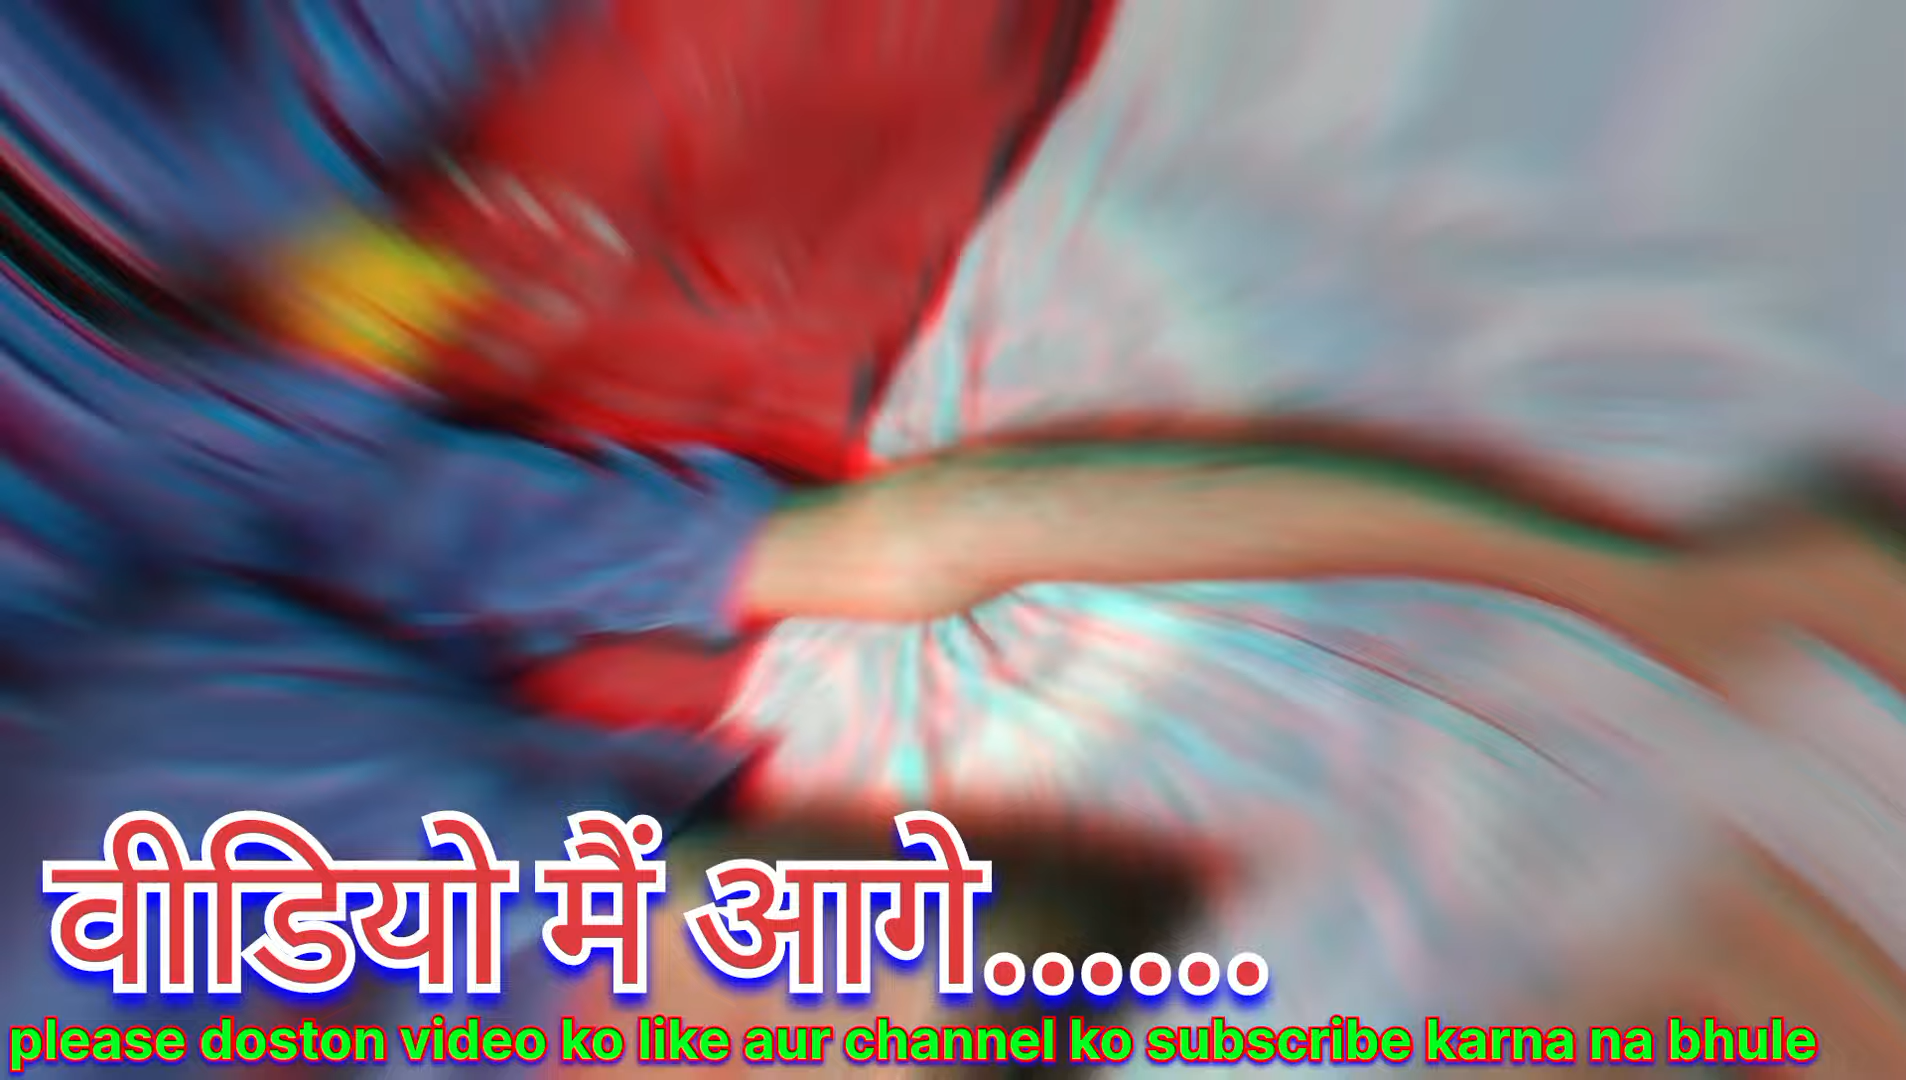 वीडियो मैं आगे......
please doston video ko like aur channel ko subscribe karna na bhule